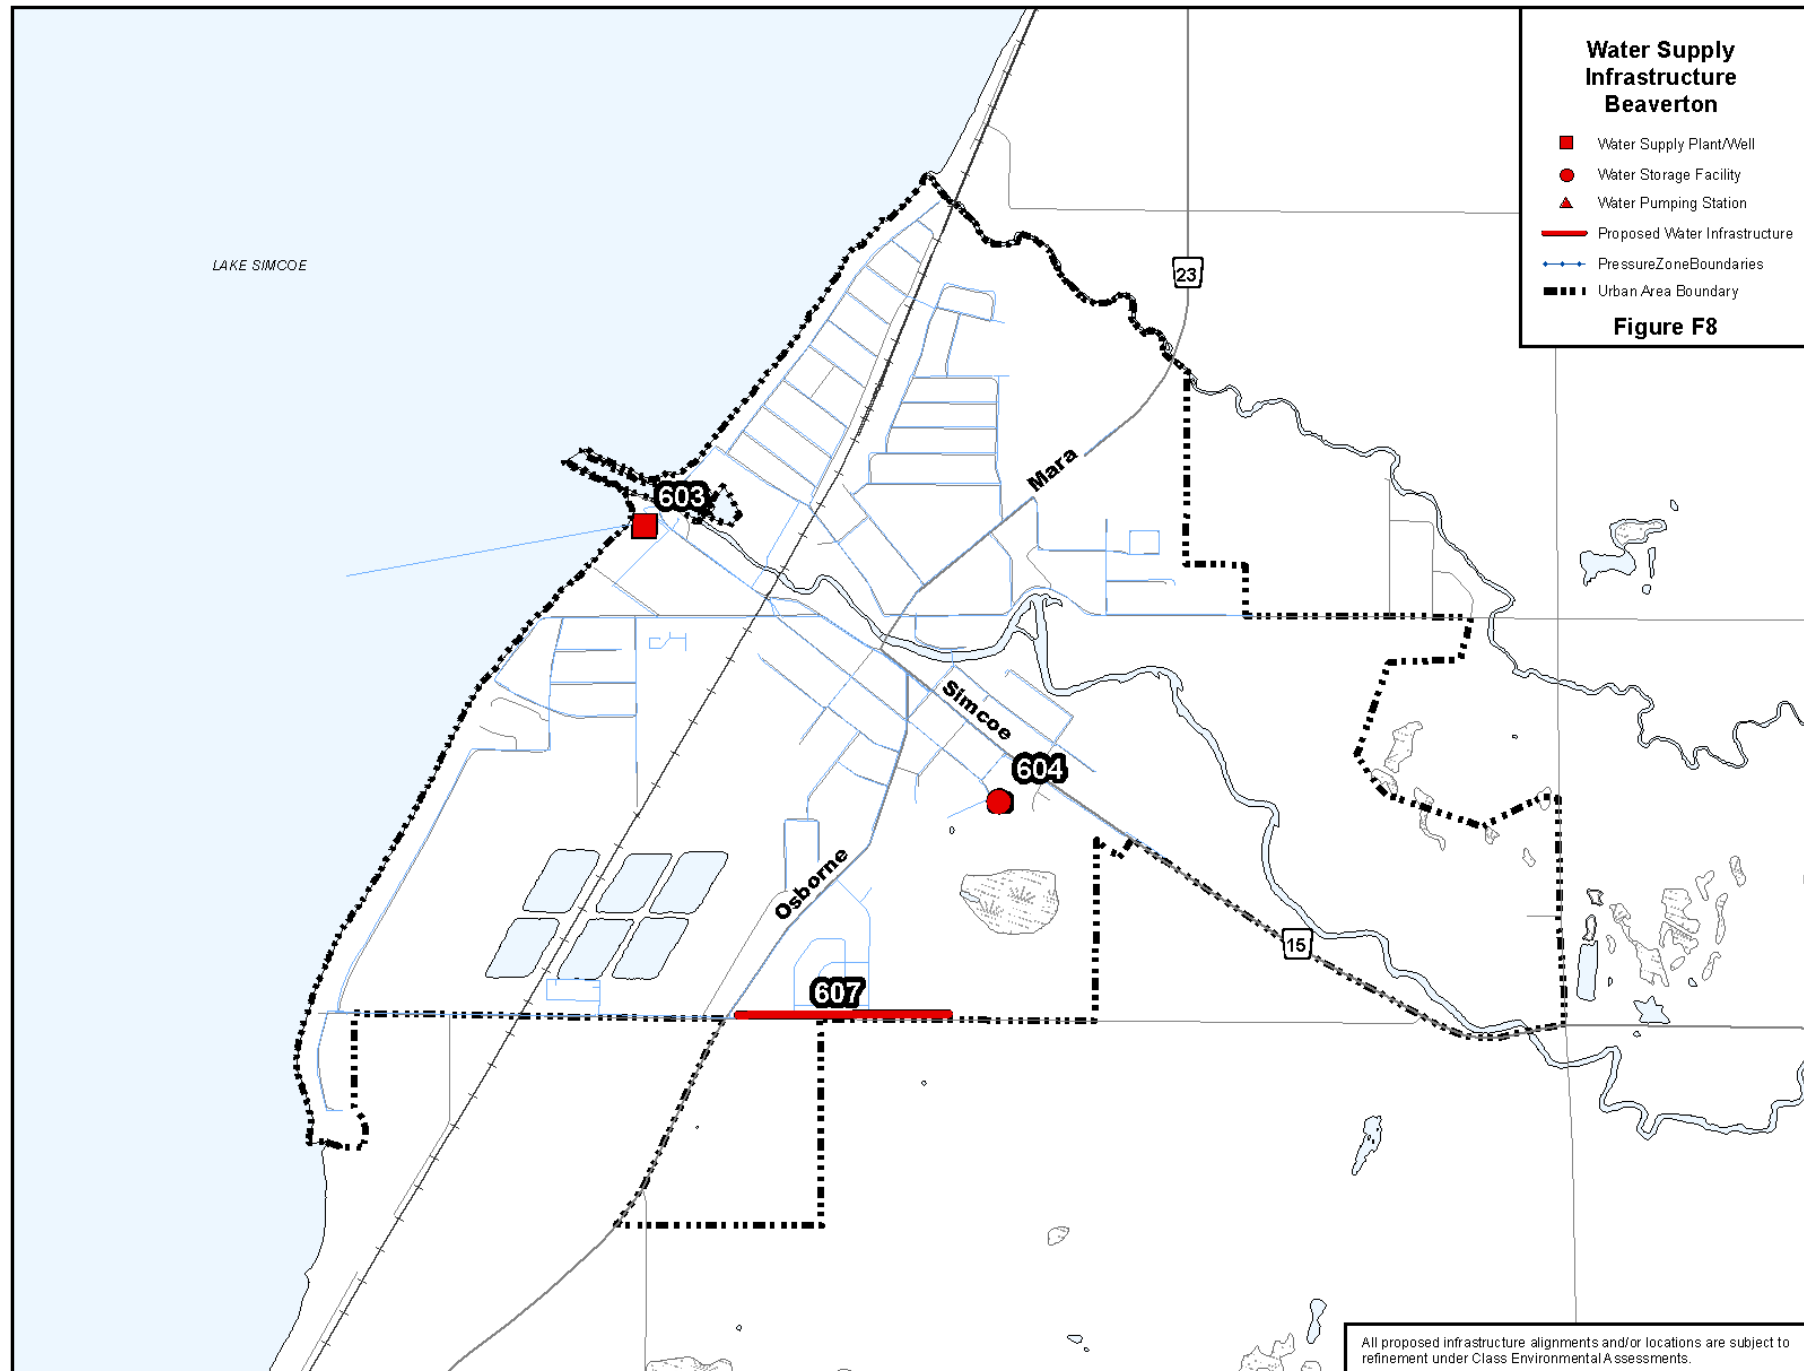 Water Supply
Infrastructure
Beaverton
Water Supply Plant/Well
Water Storage Facility
Water Pumping Station
Proposed Water Infrastructure
PressureZoneBoundaries
Urban Area Boundary
Figure F8
LAKE SIMCOE
23
Mara
603
Simcoe
604
Osborne
15
607
All proposed infrastructure alignments and/or locations are subject to
refinement under Class Environmental Assessments.